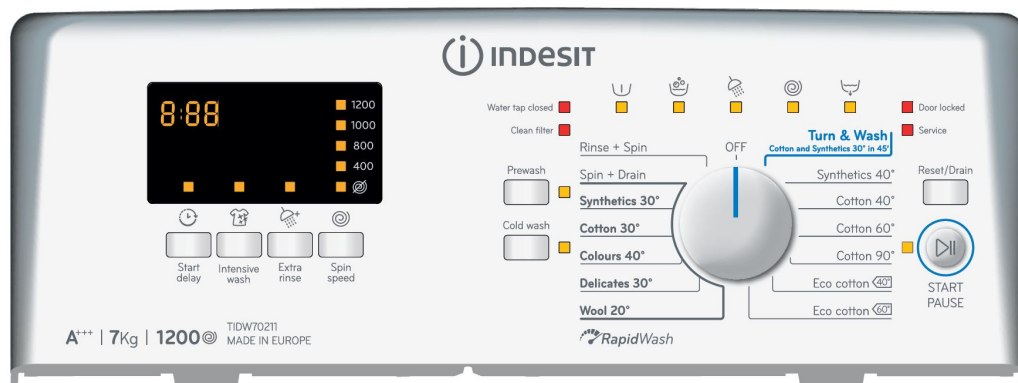 INDESIT
8:88
1200
1000
800
400
Start delay
Intensive wash
Extra rinse
Spin speed
A+++ | 7Kg | 1200
TIDW70211
MADE IN EUROPE
Water tap closed
Clean filter
Prewash
Cold wash
Rinse + Spin
Spin + Drain
Synthetics 30°
Cotton 30°
Colours 40°
Delicates 30°
Wool 20°
RapidWash
OFF
Turn & Wash
Cotton and Synthetics 30° in 45'
Synthetics 40°
Cotton 40°
Cotton 60°
Cotton 90°
Eco cotton 40°
Eco cotton 60°
Door locked
Service
Reset/Drain
START
PAUSE